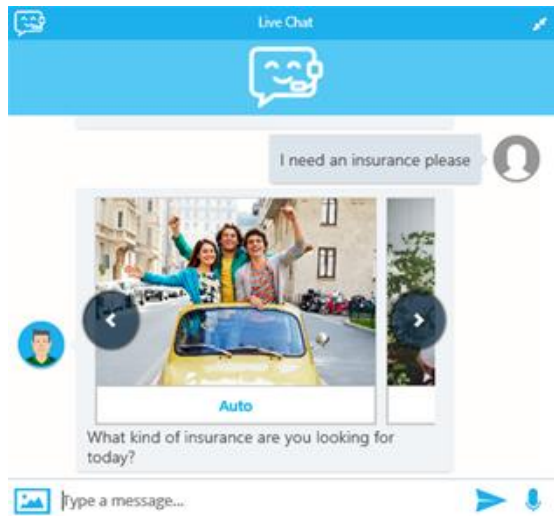 Live Chat
I need an insurance please
Auto
What kind of insurance are you looking for
today?
Type a message...